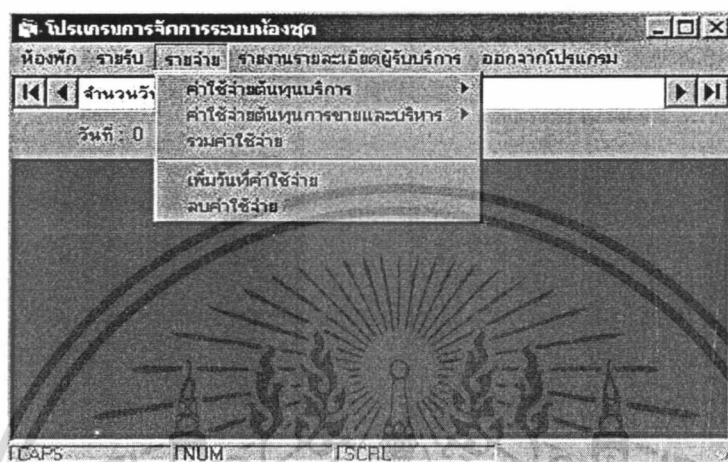 โปรแกรมการจัดการระบบห้องชุด
ห้องพัก รายรับ รายจ่าย รายงานรายละเอียดผู้รับบริการ ออกจากโปรแกรม
จำนวนวัน
วันที่ : 0
ค่าใช้จ่ายต้นทุนบริการ
ค่าใช้จ่ายต้นทุนการขายและบริหาร
รวมค่าใช้จ่าย
เพิ่มวันที่ค่าใช้จ่าย
ลบค่าใช้จ่าย
CAPS NUM SCRL